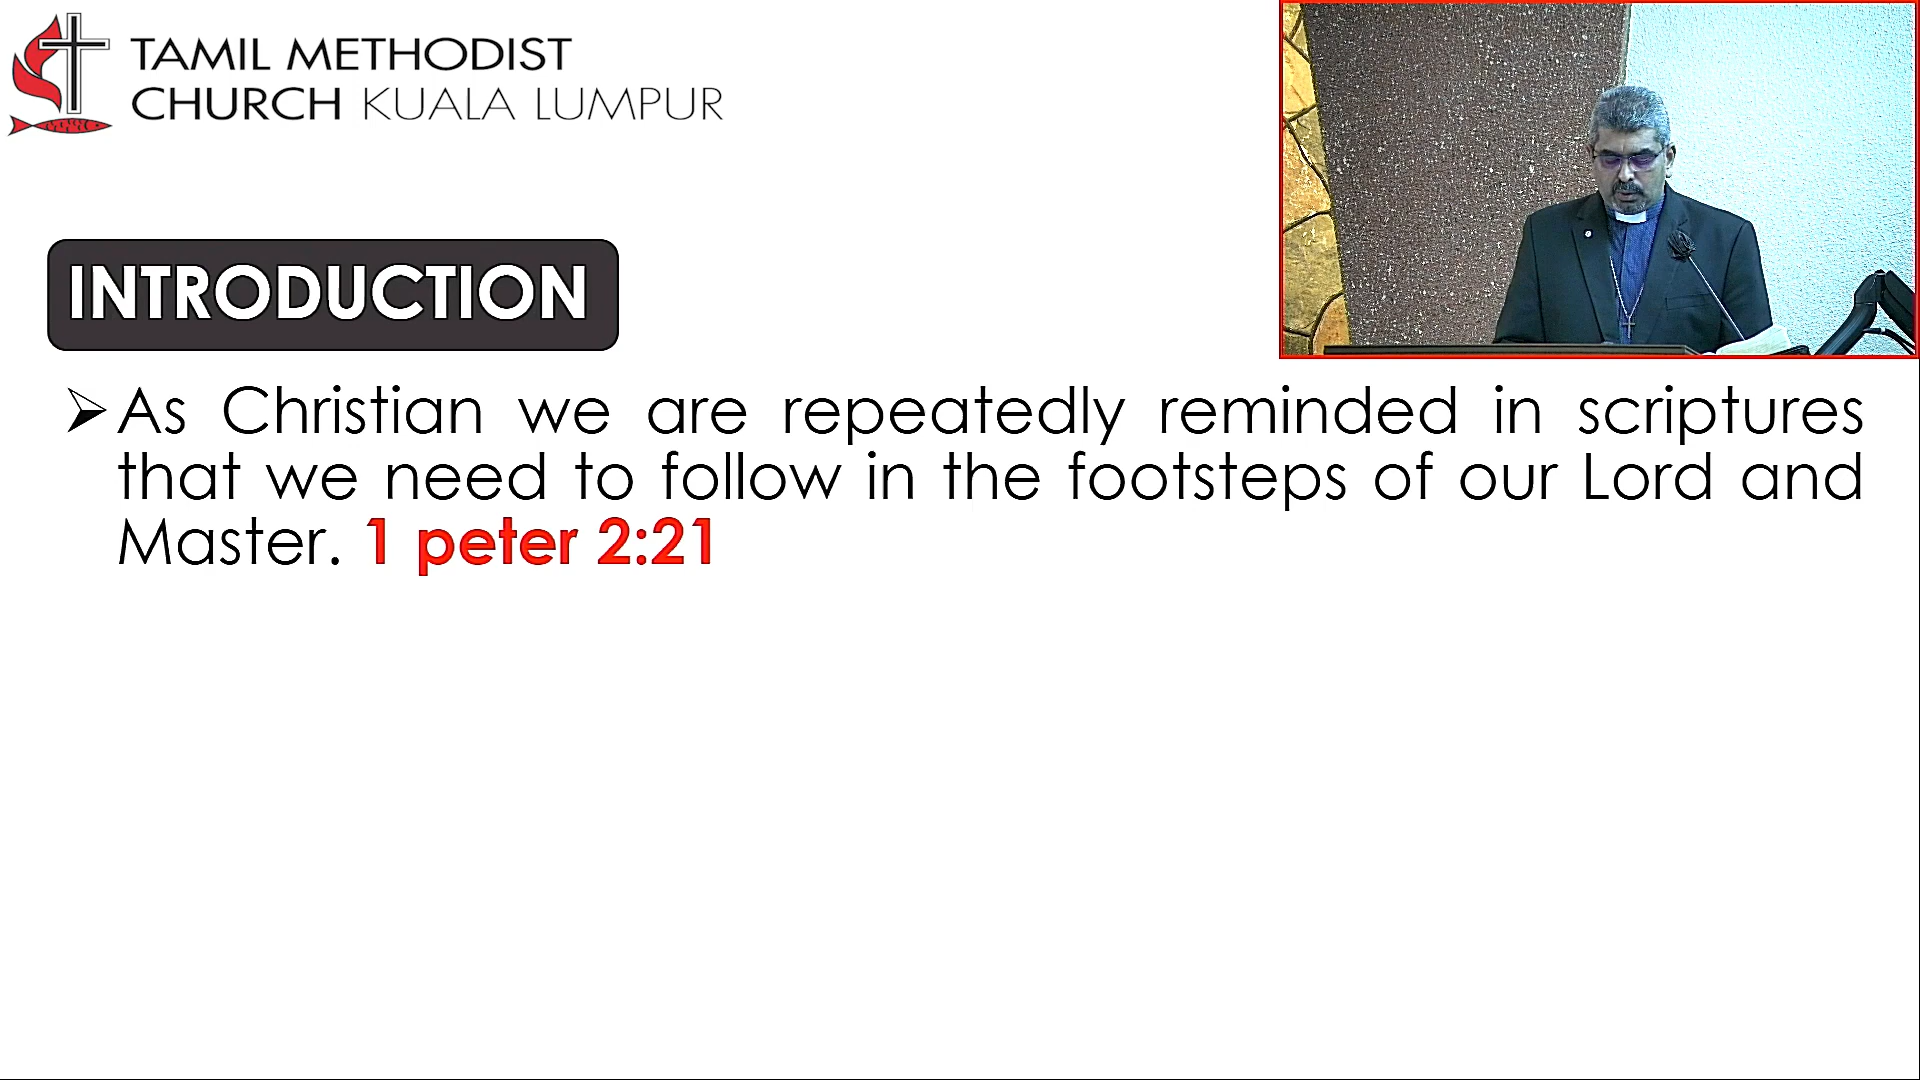 TAMIL METHODIST
CHURCH KUALA LUMPUR
INTRODUCTION
As Christian we are repeatedly reminded in scriptures
that we need to follow in the footsteps of our Lord and
Master. 1 peter 2:21